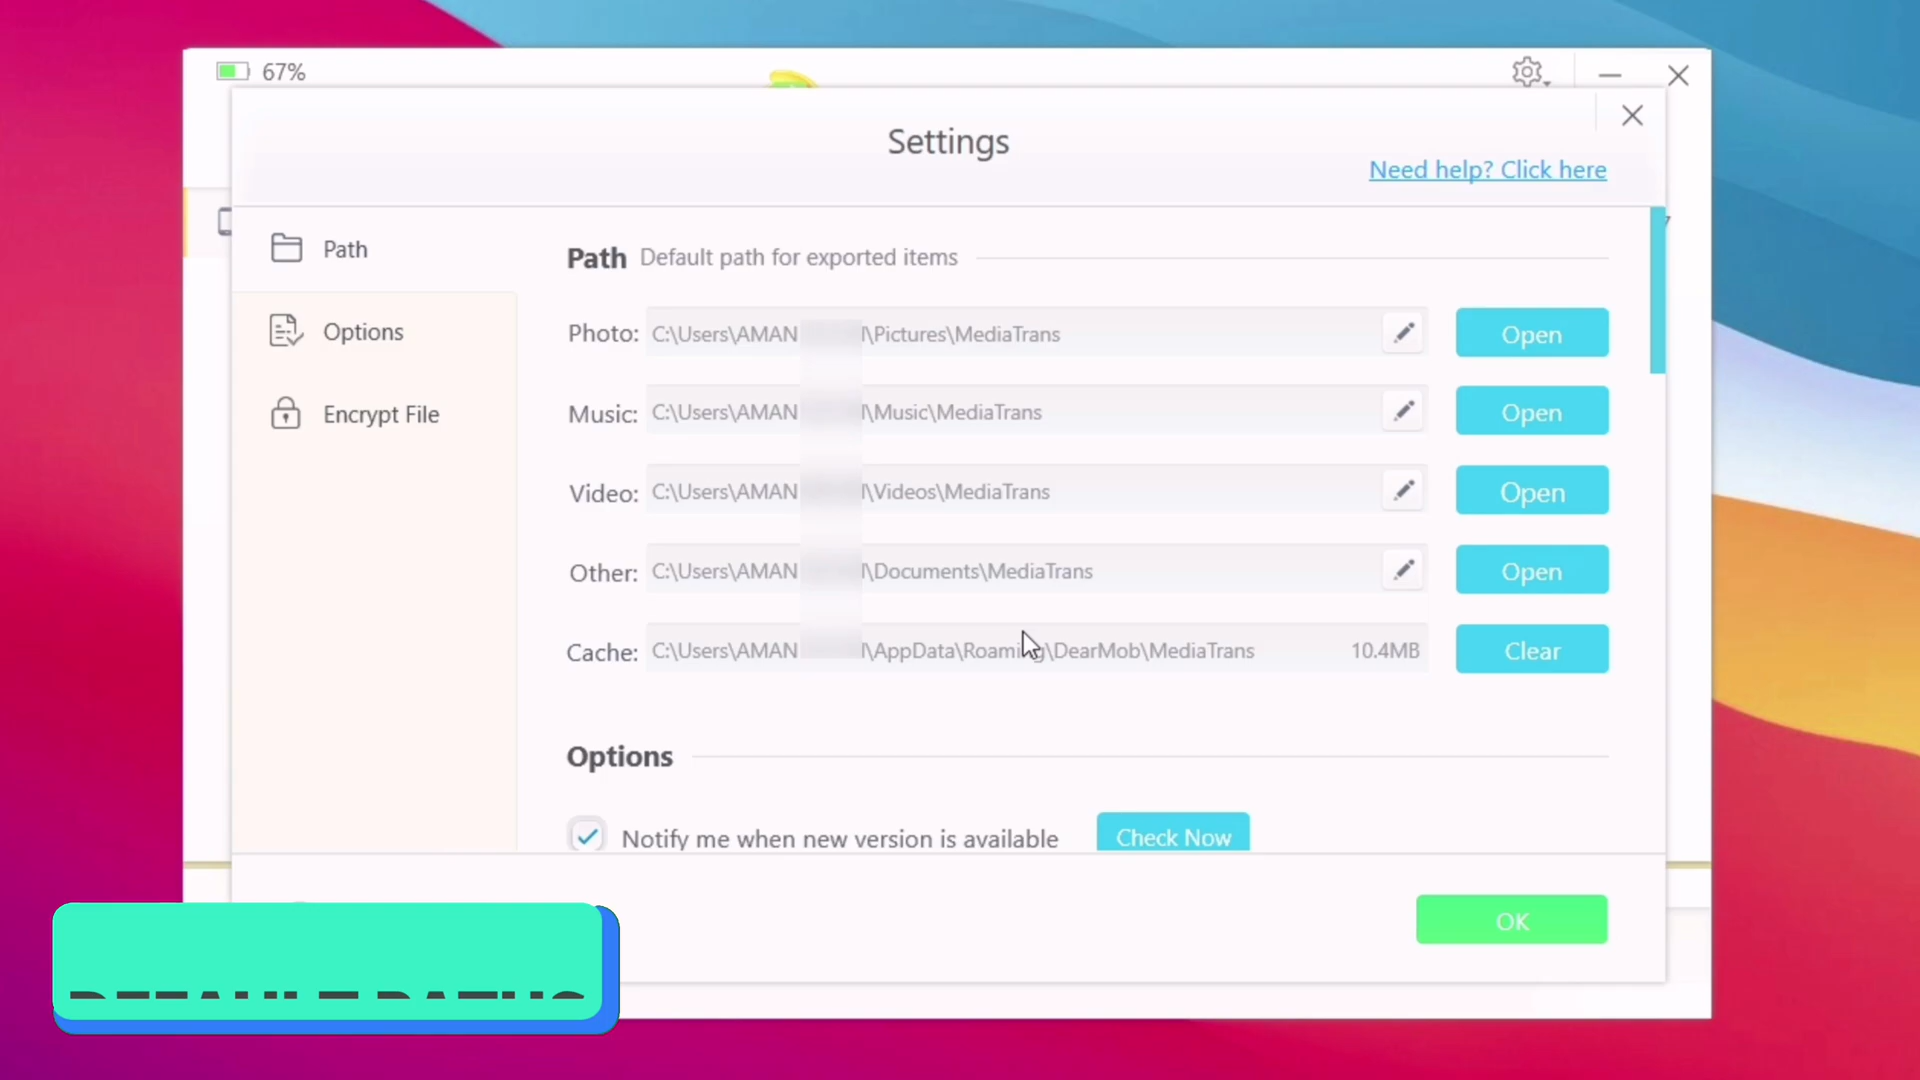 67%
Settings
Need help? Click here
Path
Options
Encrypt File
Path Default path for exported items
Photo: C:\Users\AMAN \Pictures\MediaTrans Open
Music: C:\Users\AMAN \Music\MediaTrans Open
Video: C:\Users\AMAN \Videos\MediaTrans Open
Other: C:\Users\AMAN \Documents\MediaTrans Open
Cache: C:\Users\AMAN \AppData\Roaming\DearMob\MediaTrans 10.4MB Clear
Options
Notify me when new version is available Check Now
OK
DEFAULT PATHS